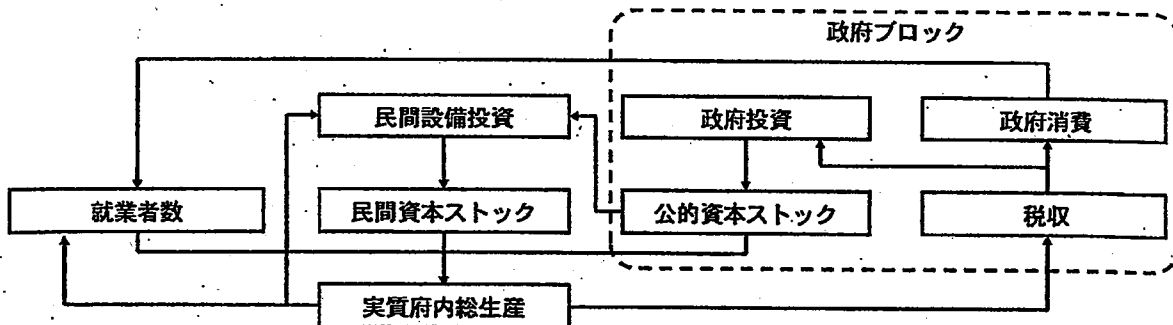 政府ブロック
民間設備投資
政府投資
政府消費
就業者数
民間資本ストック
公的資本ストック
税収
実質府内総生産